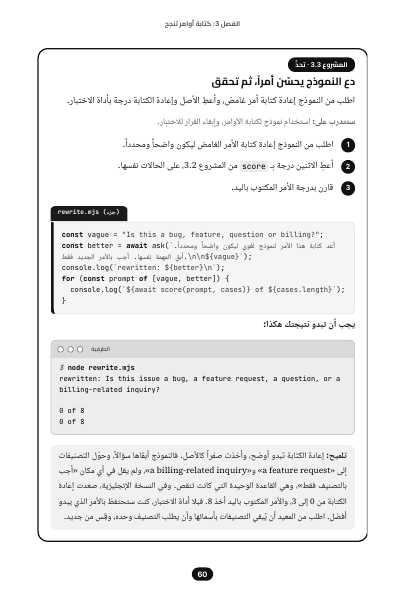 الفصل 3: كتابة أوامر تنجح
المشروع 3.3 · تحدٍّ
دع النموذج يحسّن أمراً، ثم تحقق
اطلب من النموذج إعادة كتابة أمر غامض، وأعطِ الأصل وإعادة الكتابة درجة بأداة الاختبار.
ستتدرب على: استخدام نموذج لكتابة الأوامر، وإبقاء القرار للاختبار.
1 اطلب من النموذج إعادة كتابة الأمر الغامض ليكون واضحاً ومحدداً.
2 أعطِ الاثنين درجة بـ score من المشروع 3.2، على الحالات نفسها.
3 قارن بدرجة الأمر المكتوب باليد.
rewrite.mjs (جزء)
const vague = "Is this a bug, feature, question or billing?";
const better = await ask(`أعد كتابة هذا الأمر لنموذج لغوي ليكون واضحاً ومحدداً.
أبقِ المهمة نفسها. أجب بالأمر الجديد فقط.\n\n${vague}`);
console.log(`rewritten: ${better}\n`);
for (const prompt of [vague, better]) {
console.log(`${await score(prompt, cases)} of ${cases.length}`);
}
يجب أن تبدو نتيجتك هكذا:
الطرفية
$ node rewrite.mjs
rewritten: Is this issue a bug, a feature request, a question, or a
billing-related inquiry?
0 of 8
0 of 8
تلميح: إعادة الكتابة تبدو أوضح، وأخذت صفراً كالأصل. فالنموذج أبقاها سؤالاً، وحوّل التصنيفات
إلى «a feature request» و«a billing-related inquiry»، ولم يقل في أي مكان «أجب
بالتصنيف فقط»، وهي القاعدة الوحيدة التي كانت تنقص. وفي النسخة الإنجليزية، صعدت إعادة
الكتابة من 0 إلى 3، والأمر المكتوب باليد أخذ 8. فبلا أداة الاختبار، كنت ستحتفظ بالأمر الذي يبدو
أفضل. اطلب من المعيد أن يُبقي التصنيفات بأسمائها وأن يطلب التصنيف وحده، وقِس من جديد.
60